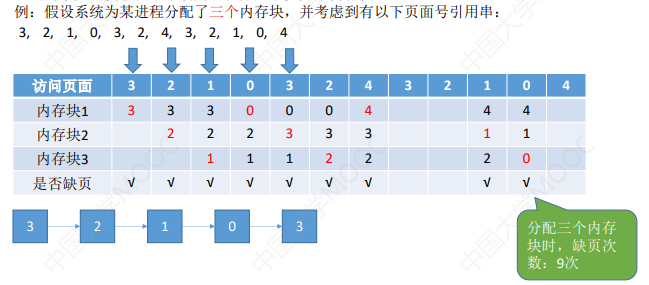 例：假设系统为某进程分配了三个内存块，并考虑到有以下页面号引用串：
3, 2, 1, 0, 3, 2, 4, 3, 2, 1, 0, 4
访问页面 3 2 1 0 3 2 4 3 2 1 0 4
内存块1 3 3 3 0 0 0 4 4 4
内存块2 2 2 2 3 3 3 1 1
内存块3 1 1 1 2 2 2 0
是否缺页 √ √ √ √ √ √ √ √ √
3 2 1 0 3
分配三个内存
块时，缺页次
数：9次
中国大学MOOC